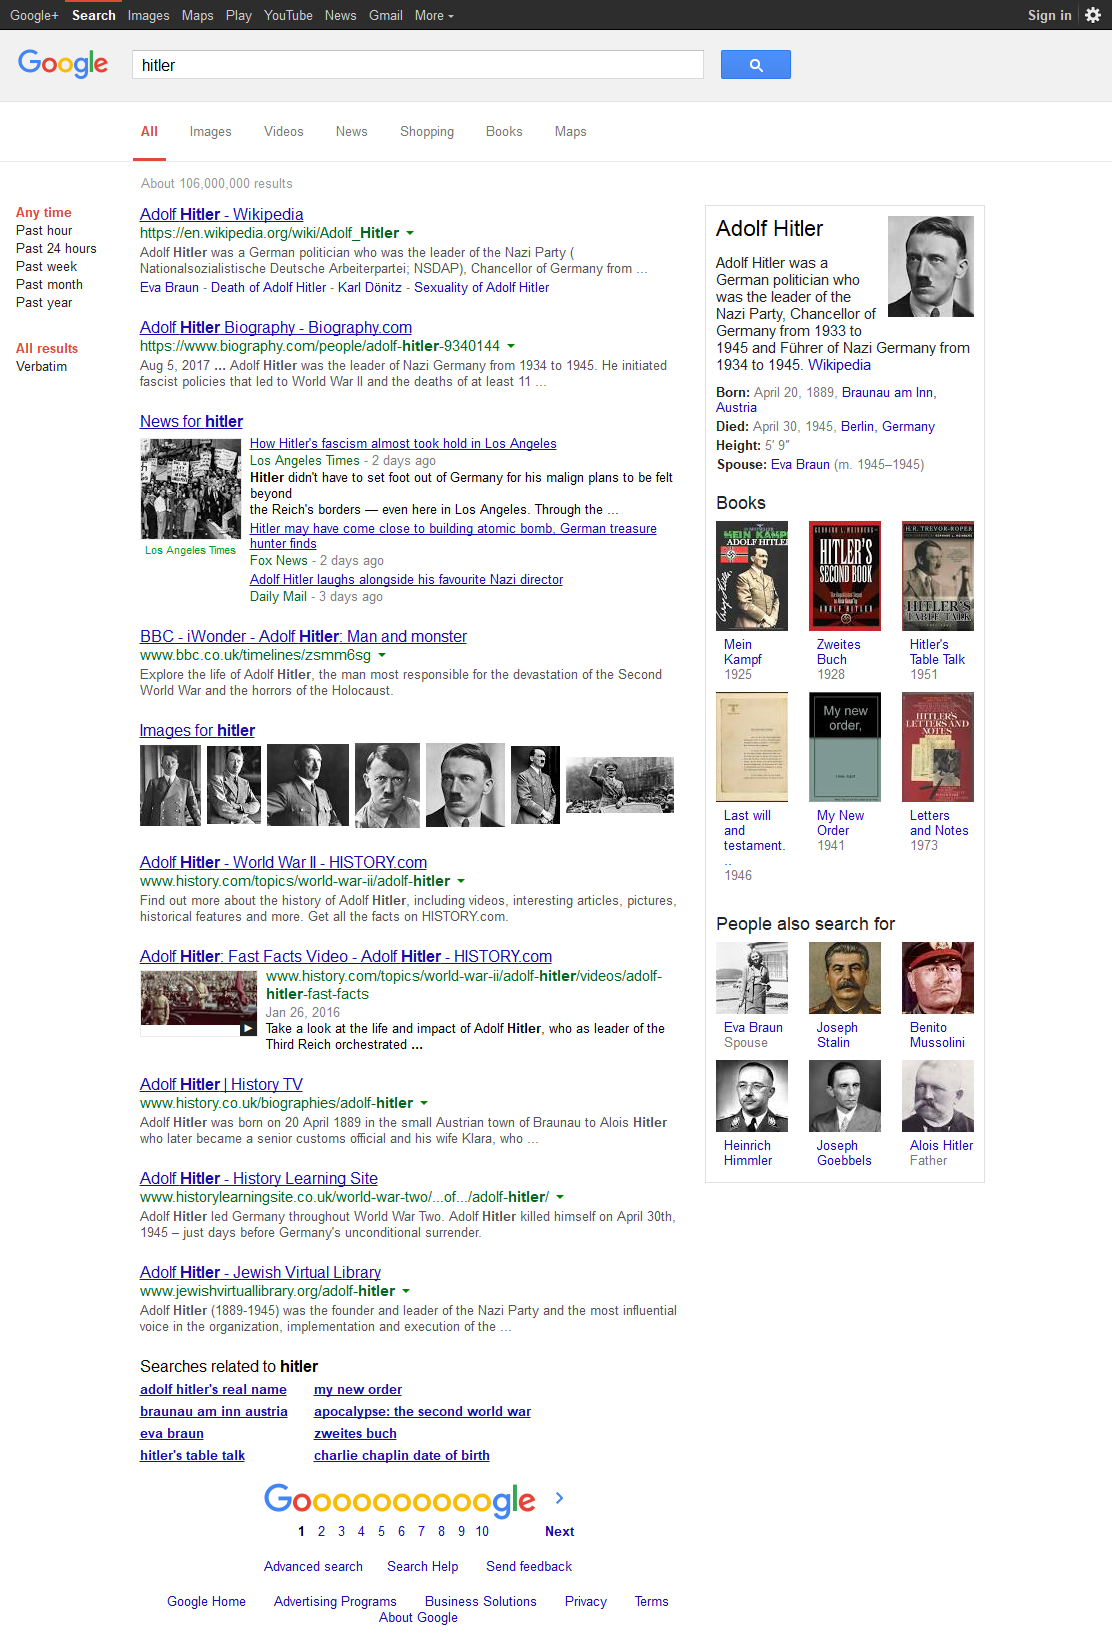 Google+ Search Images Maps Play YouTube News Gmail More Sign in
Google
hitler
All Images Videos News Shopping Books Maps
About 106,000,000 results
Any time
Past hour
Past 24 hours
Past week
Past month
Past year
All results
Verbatim
Adolf Hitler - Wikipedia
https://en.wikipedia.org/wiki/Adolf_Hitler
Adolf Hitler was a German politician who was the leader of the Nazi Party (
Nationalsozialistische Deutsche Arbeiterpartei; NSDAP), Chancellor of Germany from ...
Eva Braun - Death of Adolf Hitler - Karl Dönitz - Sexuality of Adolf Hitler
Adolf Hitler Biography - Biography.com
https://www.biography.com/people/adolf-hitler-9340144
Aug 5, 2017 ... Adolf Hitler was the leader of Nazi Germany from 1934 to 1945. He initiated
fascist policies that led to World War II and the deaths of at least 11 ...
News for hitler
Los Angeles Times
How Hitler's fascism almost took hold in Los Angeles
Los Angeles Times - 2 days ago
Hitler didn't have to set foot out of Germany for his malign plans to be felt
beyond
the Reich's borders — even here in Los Angeles. Through the ...
Hitler may have come close to building atomic bomb, German treasure
hunter finds
Fox News - 2 days ago
Adolf Hitler laughs alongside his favourite Nazi director
Daily Mail - 3 days ago
BBC - iWonder - Adolf Hitler: Man and monster
www.bbc.co.uk/timelines/zsmm6sg
Explore the life of Adolf Hitler, the man most responsible for the devastation of the Second
World War and the horrors of the Holocaust.
Images for hitler
Adolf Hitler - World War II - HISTORY.com
www.history.com/topics/world-war-ii/adolf-hitler
Find out more about the history of Adolf Hitler, including videos, interesting articles, pictures,
historical features and more. Get all the facts on HISTORY.com.
Adolf Hitler: Fast Facts Video - Adolf Hitler - HISTORY.com
www.history.com/topics/world-war-ii/adolf-hitler/videos/adolf-
hitler-fast-facts
Jan 26, 2016
Take a look at the life and impact of Adolf Hitler, who as leader of the
Third Reich orchestrated ...
Adolf Hitler | History TV
www.history.co.uk/biographies/adolf-hitler
Adolf Hitler was born on 20 April 1889 in the small Austrian town of Braunau to Alois Hitler
who later became a senior customs official and his wife Klara, who ...
Adolf Hitler - History Learning Site
www.historylearningsite.co.uk/world-war-two/...of.../adolf-hitler/
Adolf Hitler led Germany throughout World War Two. Adolf Hitler killed himself on April 30th,
1945 – just days before Germany's unconditional surrender.
Adolf Hitler - Jewish Virtual Library
www.jewishvirtuallibrary.org/adolf-hitler
Adolf Hitler (1889-1945) was the founder and leader of the Nazi Party and the most influential
voice in the organization, implementation and execution of the ...
Searches related to hitler
adolf hitler's real name my new order
braunau am inn austria apocalypse: the second world war
eva braun zweites buch
hitler's table talk charlie chaplin date of birth
Goooooooooogle
1 2 3 4 5 6 7 8 9 10 Next
Advanced search Search Help Send feedback
Google Home Advertising Programs Business Solutions Privacy Terms
About Google
Adolf Hitler
Adolf Hitler was a
German politician who
was the leader of the
Nazi Party, Chancellor of
Germany from 1933 to
1945 and Führer of Nazi Germany from
1934 to 1945. Wikipedia
Born: April 20, 1889, Braunau am Inn,
Austria
Died: April 30, 1945, Berlin, Germany
Height: 5′ 9″
Spouse: Eva Braun (m. 1945–1945)
Books
MEIN KAMPF
ADOLF HITLER
HITLER'S
SECOND BOOK
ADOLF HITLER
H.R. TREVOR-ROPER
HITLER'S
TABLE TALK
Mein
Kampf
1925
Zweites
Buch
1928
Hitler's
Table Talk
1951
My new
order,
HITLER'S
LETTERS AND
NOTES
Last will
and
testament.
..
1946
My New
Order
1941
Letters
and Notes
1973
People also search for
Eva Braun
Spouse
Joseph
Stalin
Benito
Mussolini
Heinrich
Himmler
Joseph
Goebbels
Alois Hitler
Father